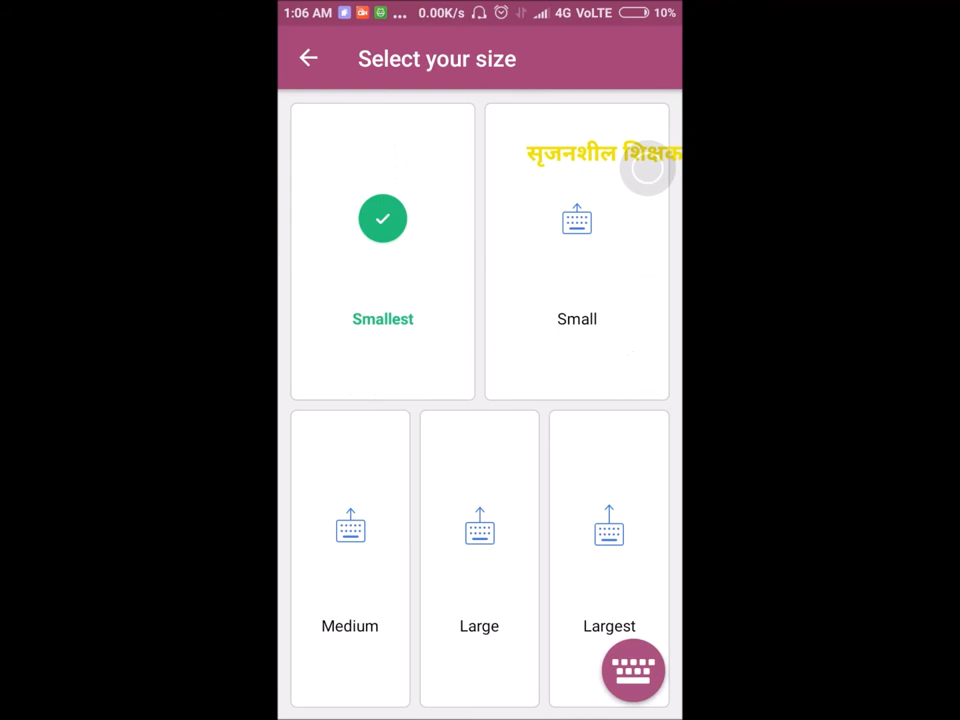 1:06 AM ... 0.00K/s 4G VoLTE 10%
Select your size
सृजनशील शिक्षक
Smallest
Small
Medium
Large
Largest